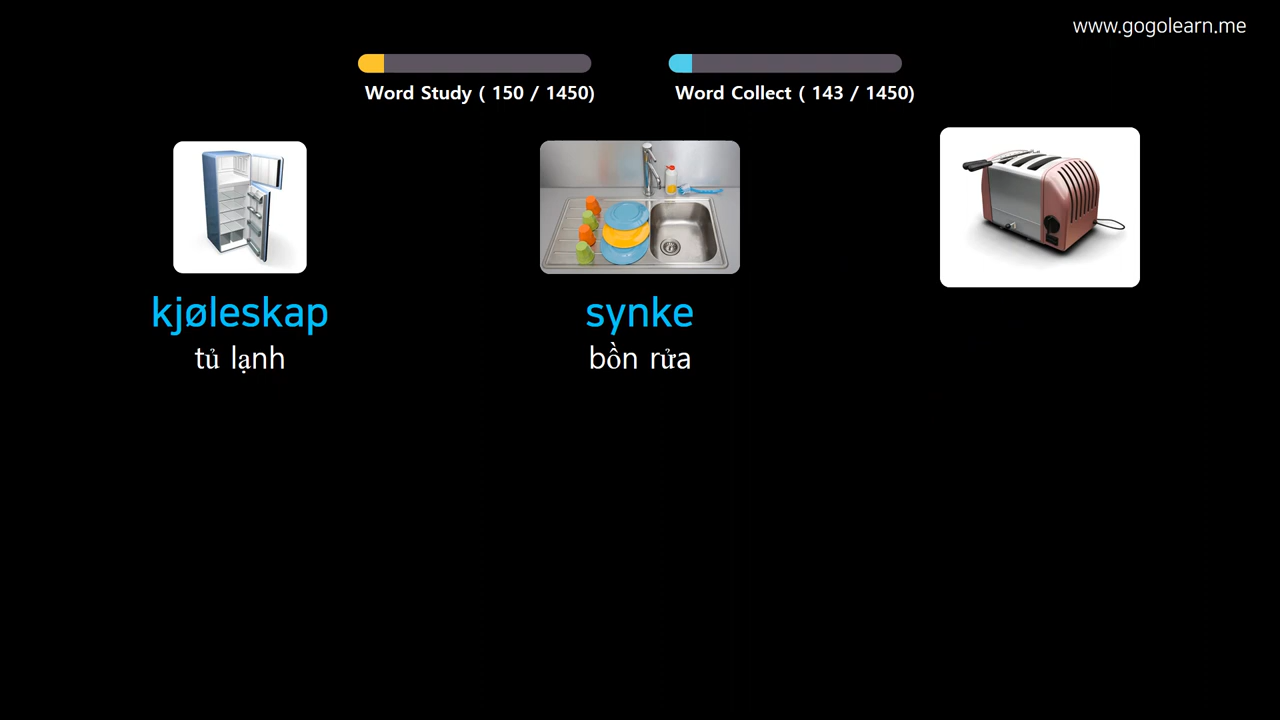 www.gogolearn.me
Word Study ( 150 / 1450)
Word Collect ( 143 / 1450)
kjøleskap
tủ lạnh
synke
bồn rửa